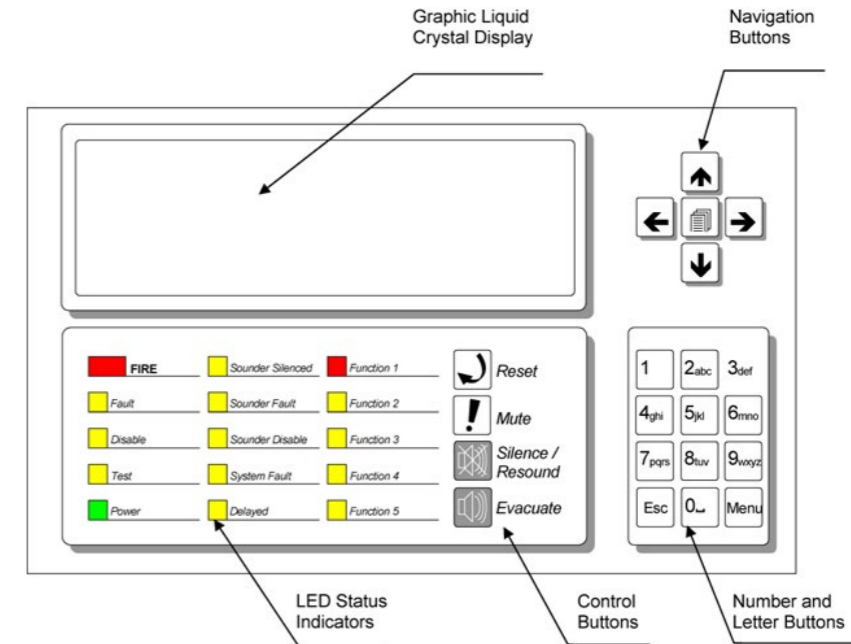 Graphic Liquid
Crystal Display
Navigation
Buttons
FIRE
Sounder Silenced
Function 1
Reset
Fault
Sounder Fault
Function 2
Mute
Disable
Sounder Disable
Function 3
Silence /
Resound
Test
System Fault
Function 4
Power
Delayed
Function 5
Evacuate
1 2abc 3def
4ghi 5jkl 6mno
7pqrs 8tuv 9wxyz
Esc 0⎵ Menu
LED Status
Indicators
Control
Buttons
Number and
Letter Buttons